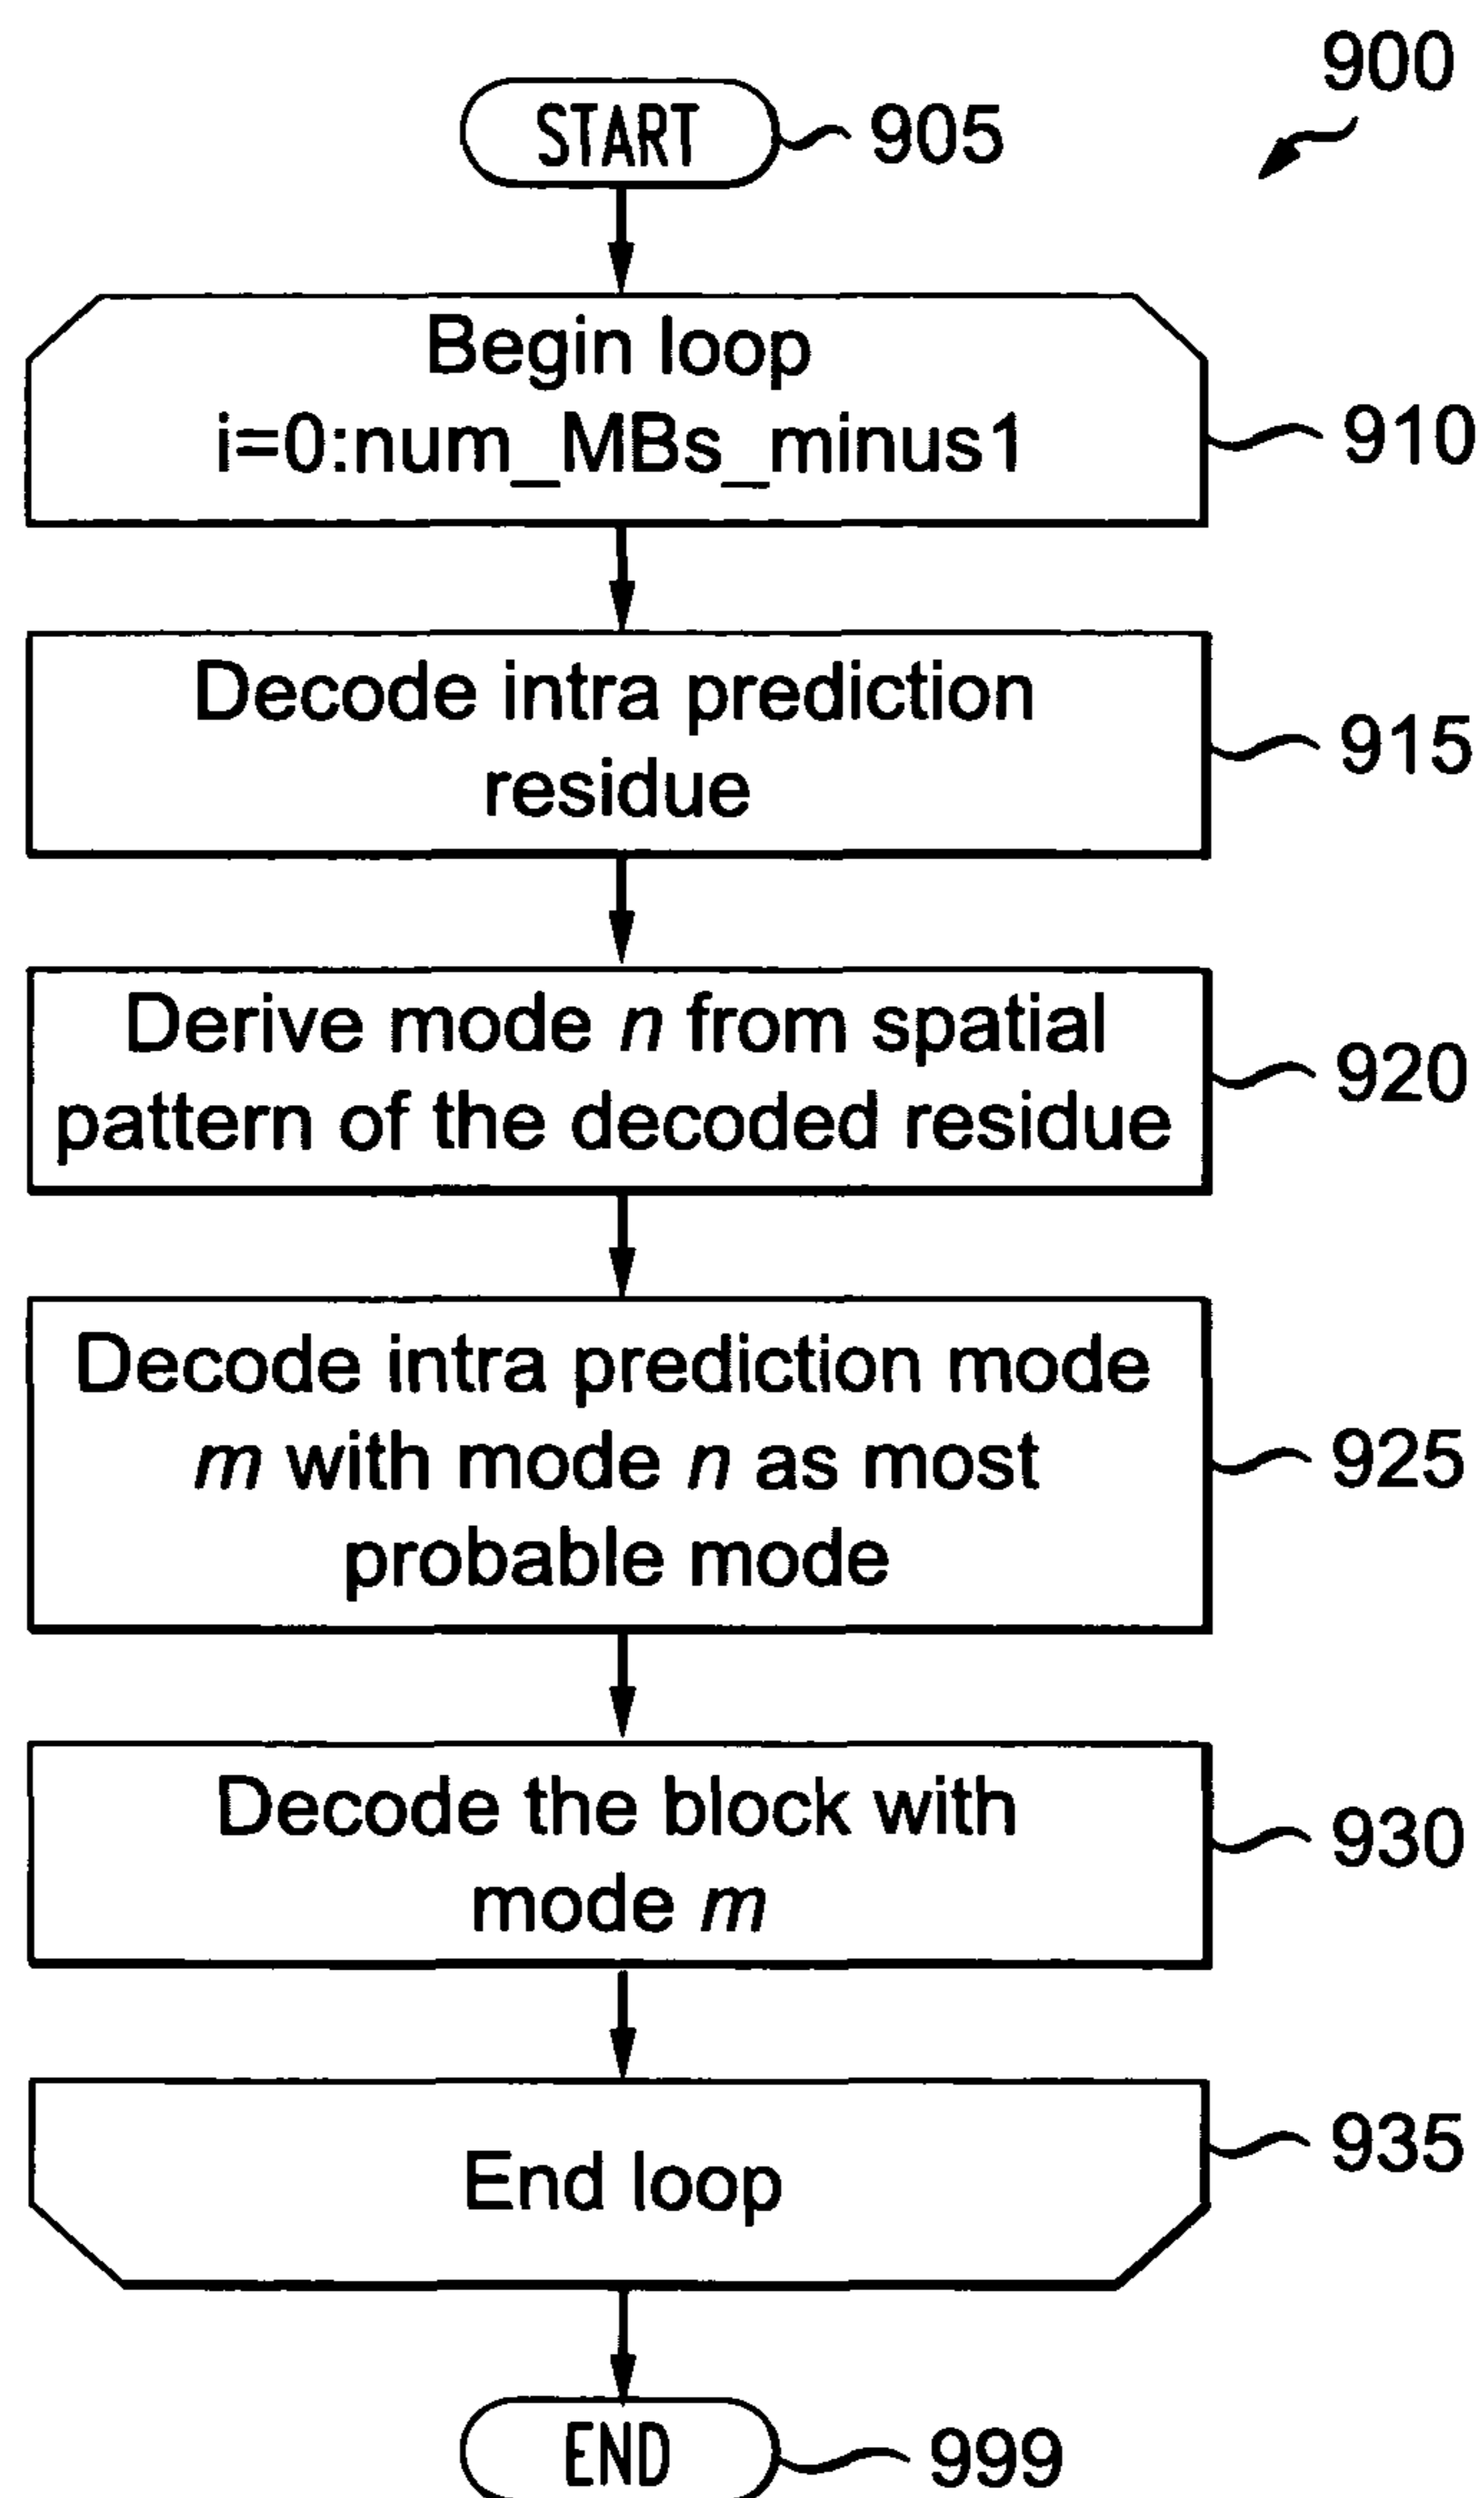 900
START
905
Begin loop
i=0:num_MBs_minus1
910
Decode intra prediction
residue
915
Derive mode n from spatial
pattern of the decoded residue
920
Decode intra prediction mode
m with mode n as most
probable mode
925
Decode the block with
mode m
930
End loop
935
END
999